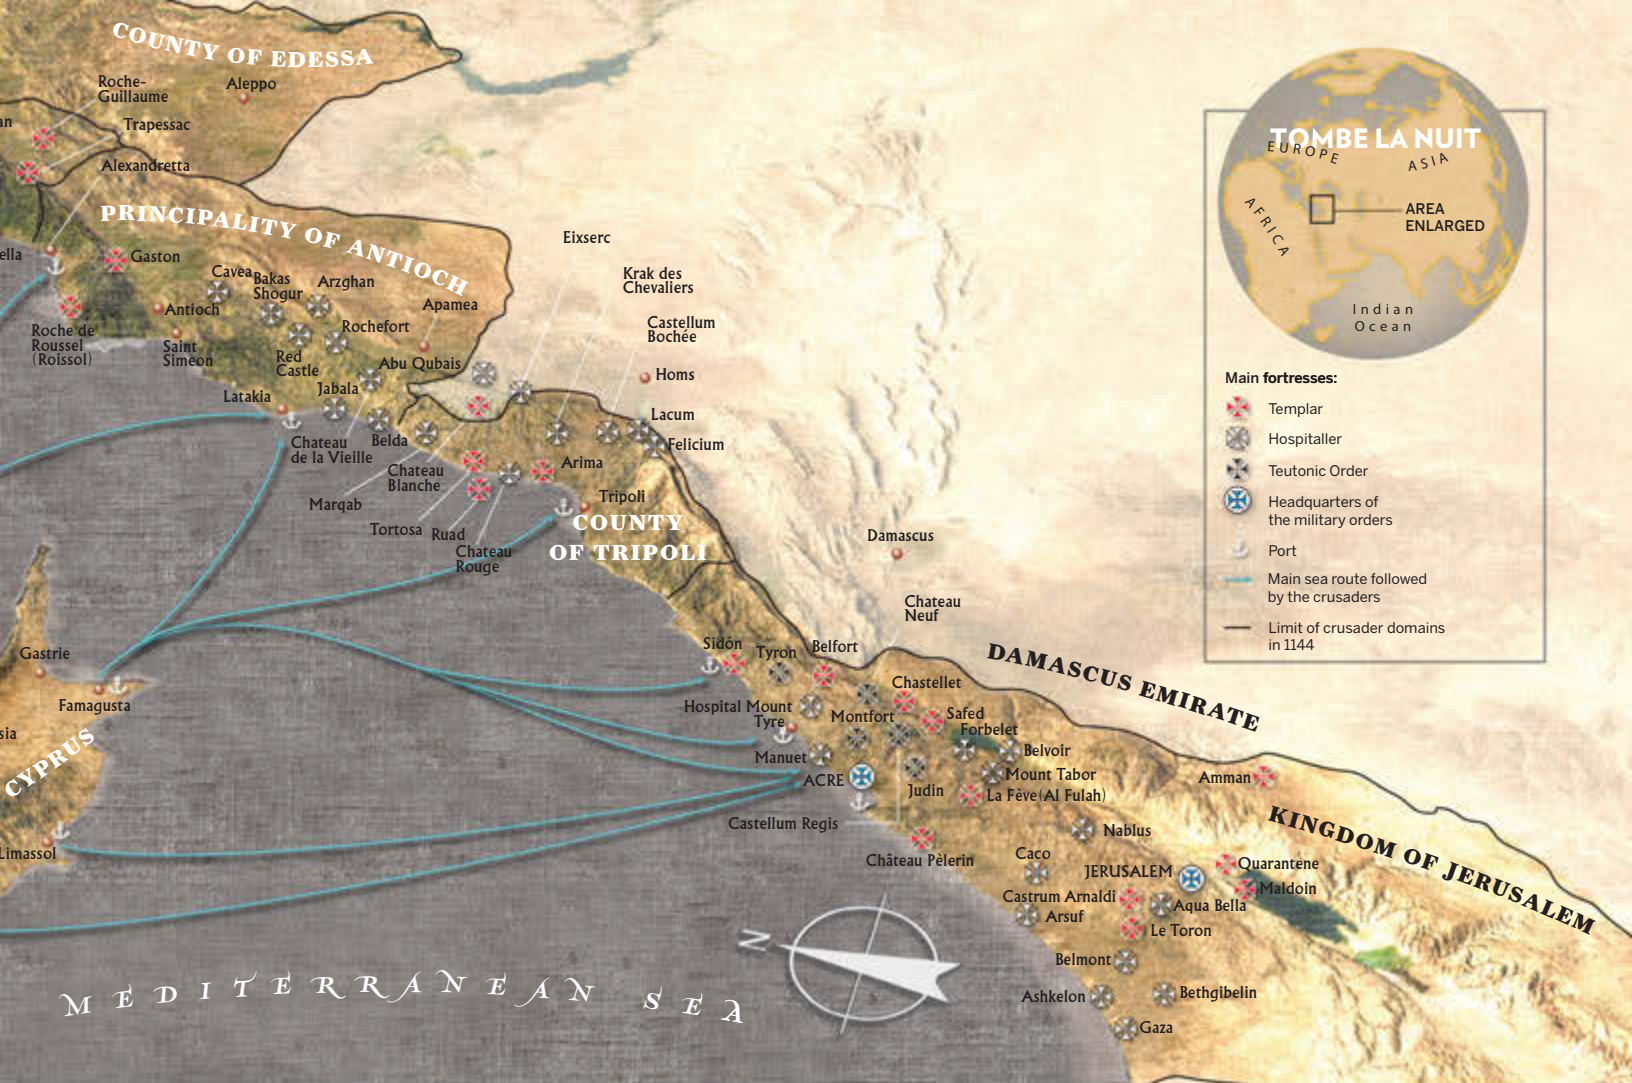 COUNTY OF EDESSA
Roche-
Guillaume
Aleppo
an
Trapessac
Alexandretta
PRINCIPALITY OF ANTIOCH
ella
Gaston
Cavea
Bakas
Shogur
Arzghan
Apamea
Antioch
Roche de
Roussel
(Roissol)
Saint
Simeon
Red
Castle
Rochefort
Abu Qubais
Jabala
Latakia
Eixserc
Krak des
Chevaliers
Castellum
Bochée
Homs
Lacum
Felicium
Chateau
de la Vieille
Belda
Chateau
Blanche
Arima
Marqab
Tortosa
Ruad
Chateau
Rouge
Tripoli
COUNTY
OF TRIPOLI
Damascus
Chateau
Neuf
DAMASCUS EMIRATE
Gastrie
Famagusta
sia
CYPRUS
Limassol
Sidón
Tyron
Belfort
Hospital Mount
Tyre
Montfort
Chastellet
Safed
Forbelet
Belvoir
Manuet
ACRE
Judin
Mount Tabor
La Fève (Al Fulah)
Castellum Regis
Château Pèlerin
Nablus
Amman
KINGDOM OF JERUSALEM
Caco
JERUSALEM
Quarantene
Maldoin
Castrum Arnaldi
Aqua Bella
Arsuf
Le Toron
Belmont
Ashkelon
Bethgibelin
Gaza
N
MEDITERRANEAN SEA
TOMBE LA NUIT
EUROPE
ASIA
AFRICA
AREA
ENLARGED
Indian
Ocean
Main fortresses:
Templar
Hospitaller
Teutonic Order
Headquarters of
the military orders
Port
Main sea route followed
by the crusaders
Limit of crusader domains
in 1144